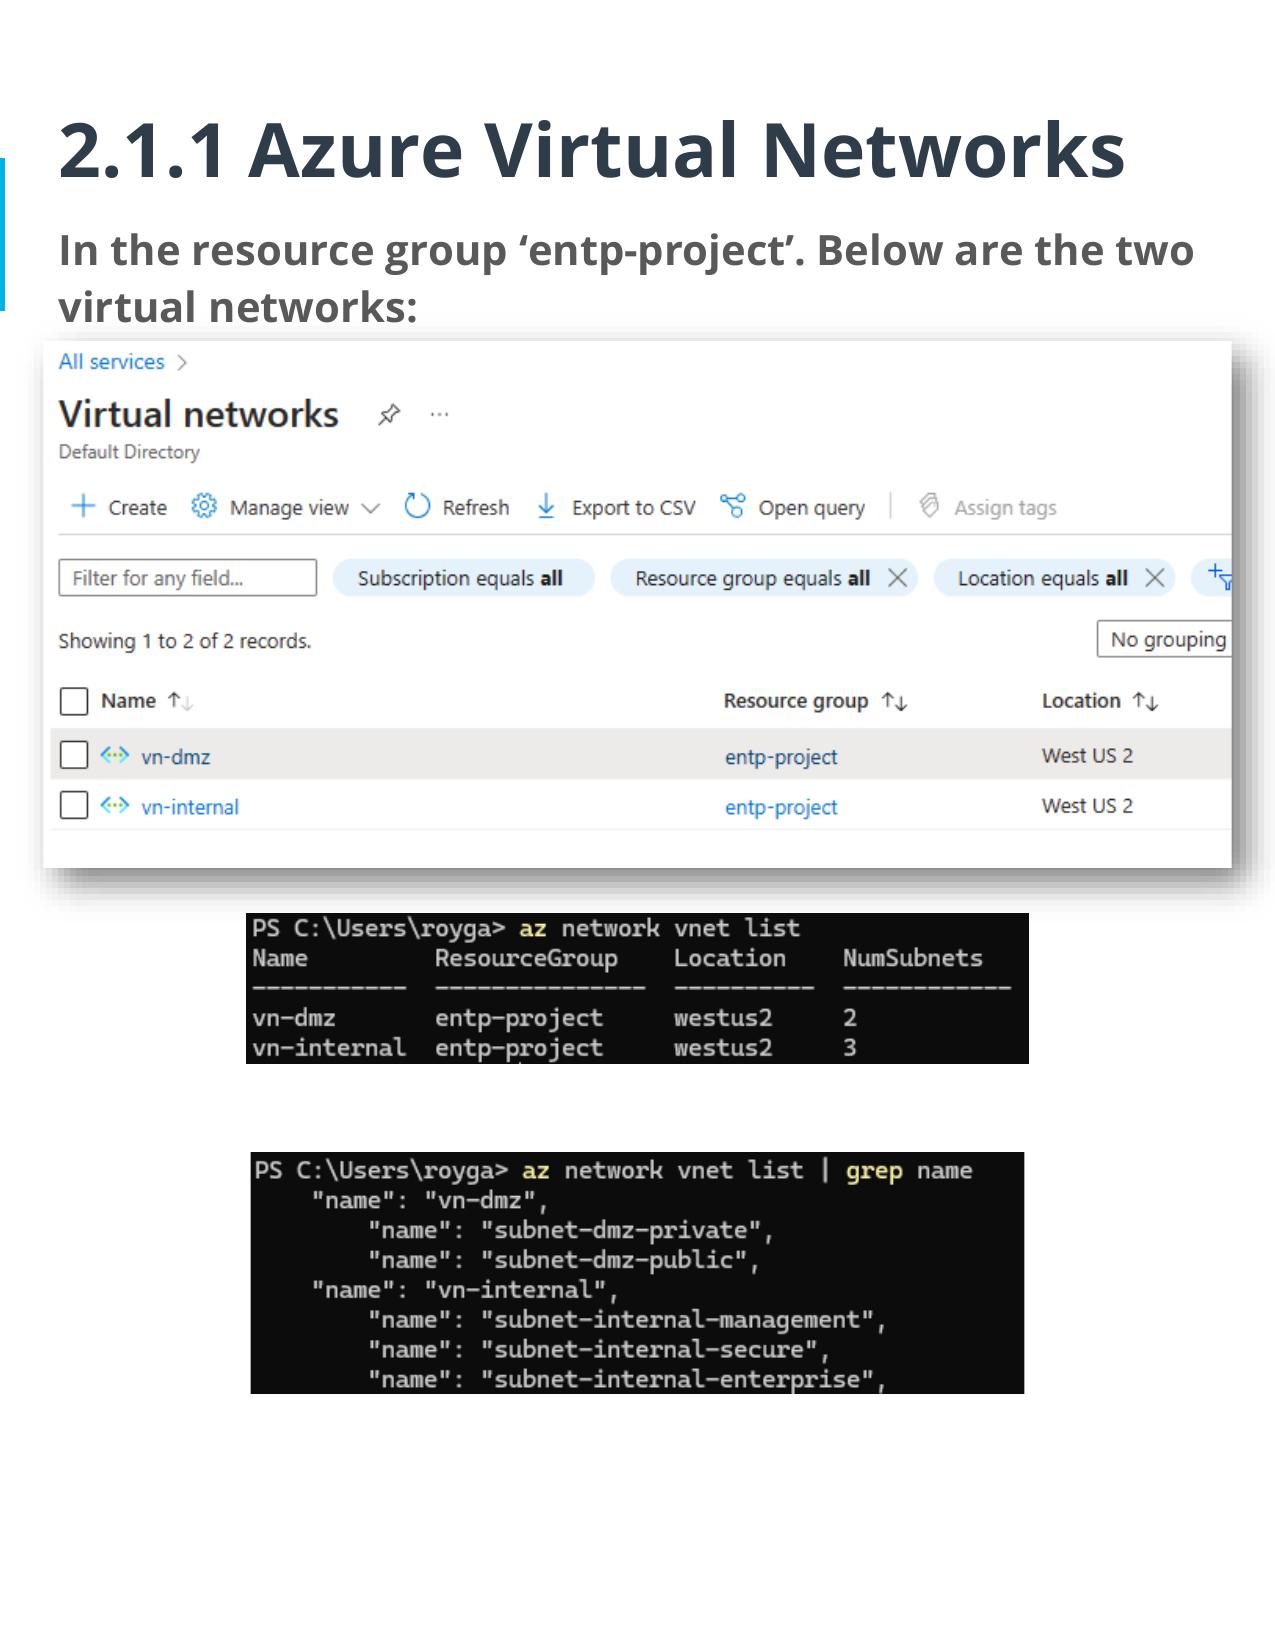 2.1.1 Azure Virtual Networks
In the resource group ‘entp-project’. Below are the two
virtual networks:
All services
Virtual networks ...
Default Directory
Create Manage view Refresh Export to CSV Open query Assign tags
Filter for any field... Subscription equals all Resource group equals all Location equals all
Showing 1 to 2 of 2 records. No grouping
Name Resource group Location
vn-dmz entp-project West US 2
vn-internal entp-project West US 2
PS C:\Users\royga> az network vnet list
Name ResourceGroup Location NumSubnets
----------- --------------- ---------- ------------
vn-dmz entp-project westus2 2
vn-internal entp-project westus2 3
PS C:\Users\royga> az network vnet list | grep name
"name": "vn-dmz",
"name": "subnet-dmz-private",
"name": "subnet-dmz-public",
"name": "vn-internal",
"name": "subnet-internal-management",
"name": "subnet-internal-secure",
"name": "subnet-internal-enterprise",